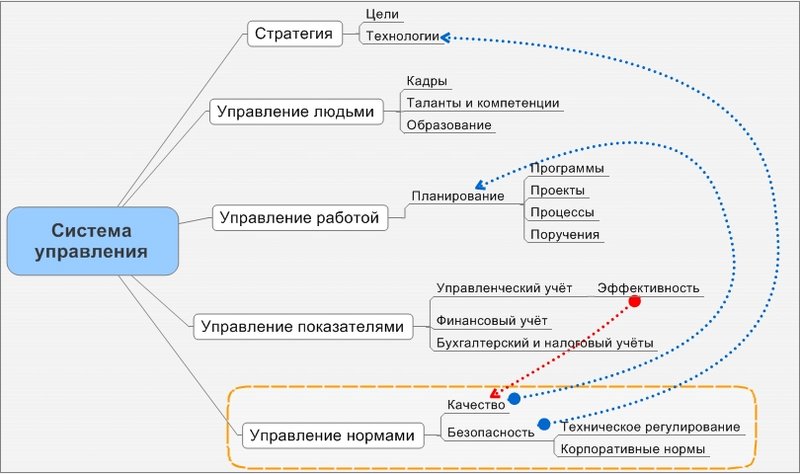 Цели
Стратегия
Технологии
Кадры
Управление людьми
Таланты и компетенции
Образование
Программы
Планирование
Проекты
Управление работой
Процессы
Поручения
Система
управления
Управленческий учёт
Эффективность
Финансовый учёт
Управление показателями
Бухгалтерский и налоговый учёты
Качество
Управление нормами
Безопасность
Техническое регулирование
Корпоративные нормы